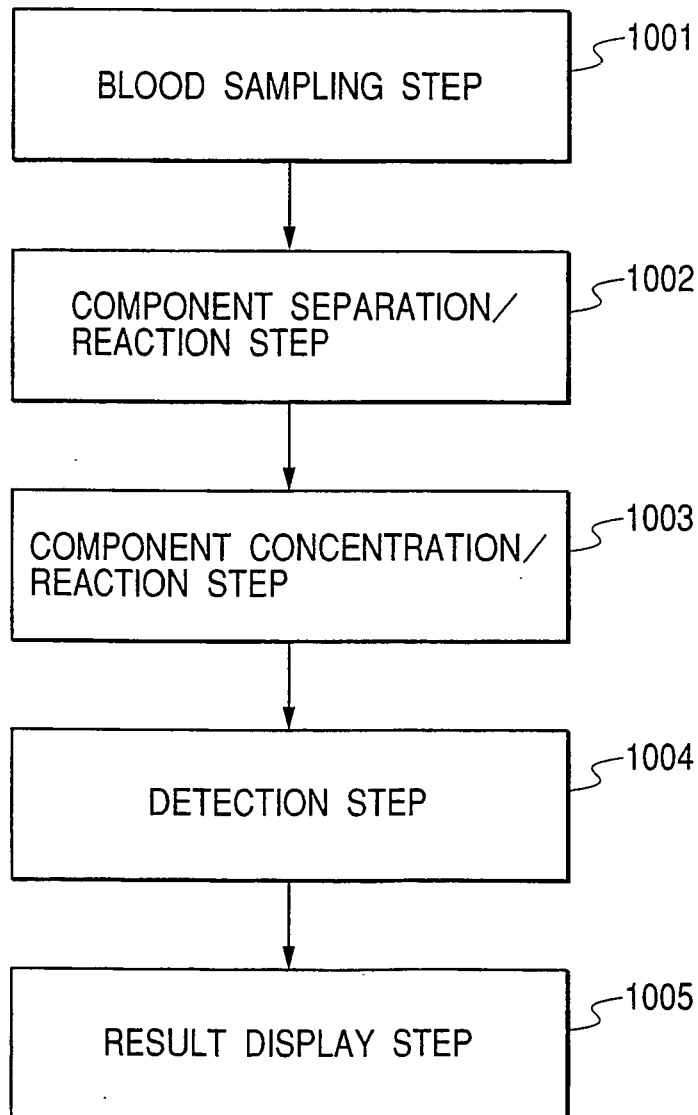 1001
BLOOD SAMPLING STEP
1002
COMPONENT SEPARATION/
REACTION STEP
1003
COMPONENT CONCENTRATION/
REACTION STEP
1004
DETECTION STEP
1005
RESULT DISPLAY STEP